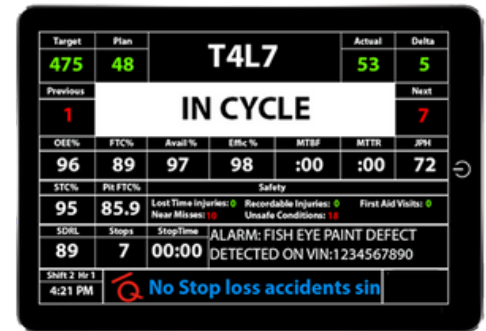 Target Plan T4L7 Actual Delta
475 48 53 5
Previous IN CYCLE Next
1 7
OEE% FTC% Avail % Effic % MTBF MTTR JPH
96 89 97 98 :00 :00 72
STC% Pit FTC% Safety
95 85.9 Lost Time injuries: 0 Recordable Injuries: 0 First Aid Visits: 0
Near Misses: 10 Unsafe Conditions: 18
SDRL Stops StopTime ALARM: FISH EYE PAINT DEFECT
89 7 00:00 DETECTED ON VIN:1234567890
Shift 2 Hr 1
4:21 PM No Stop loss accidents sin